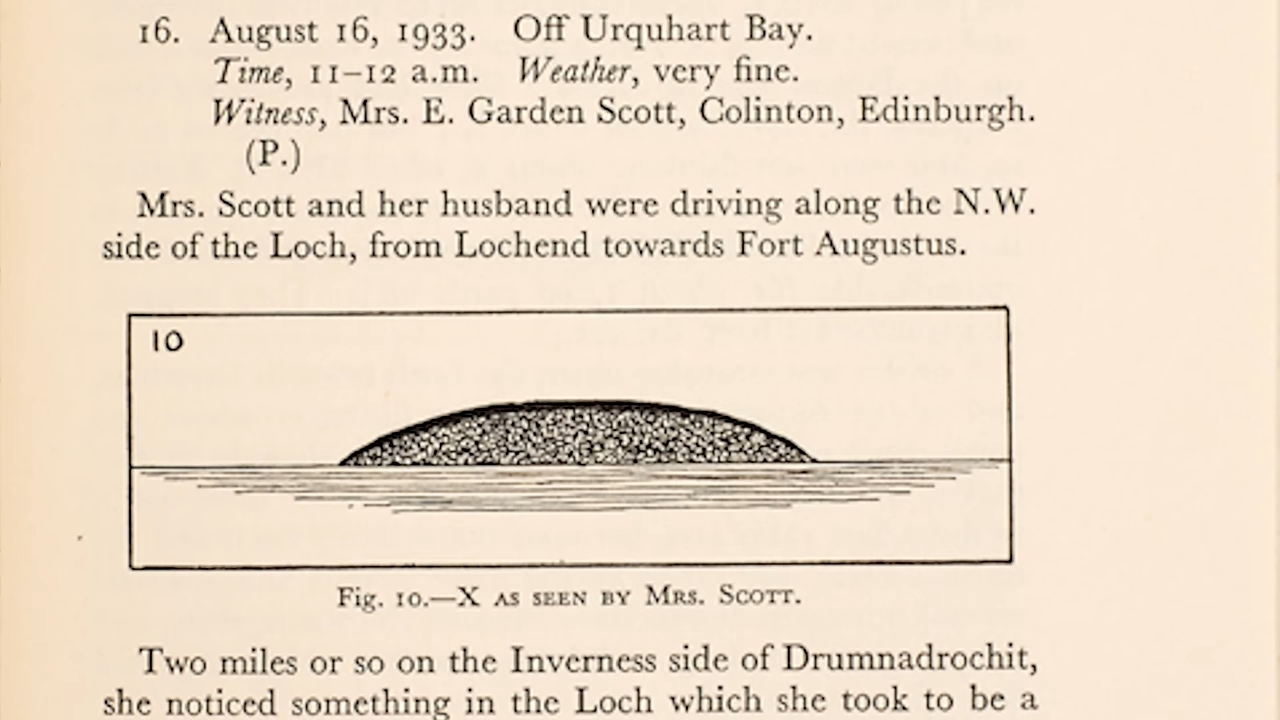 16. August 16, 1933. Off Urquhart Bay.
Time, 11–12 a.m. Weather, very fine.
Witness, Mrs. E. Garden Scott, Colinton, Edinburgh.
(P.)
Mrs. Scott and her husband were driving along the N.W.
side of the Loch, from Lochend towards Fort Augustus.
10
Fig. 10.—X AS SEEN BY MRS. SCOTT.
Two miles or so on the Inverness side of Drumnadrochit,
she noticed something in the Loch which she took to be a